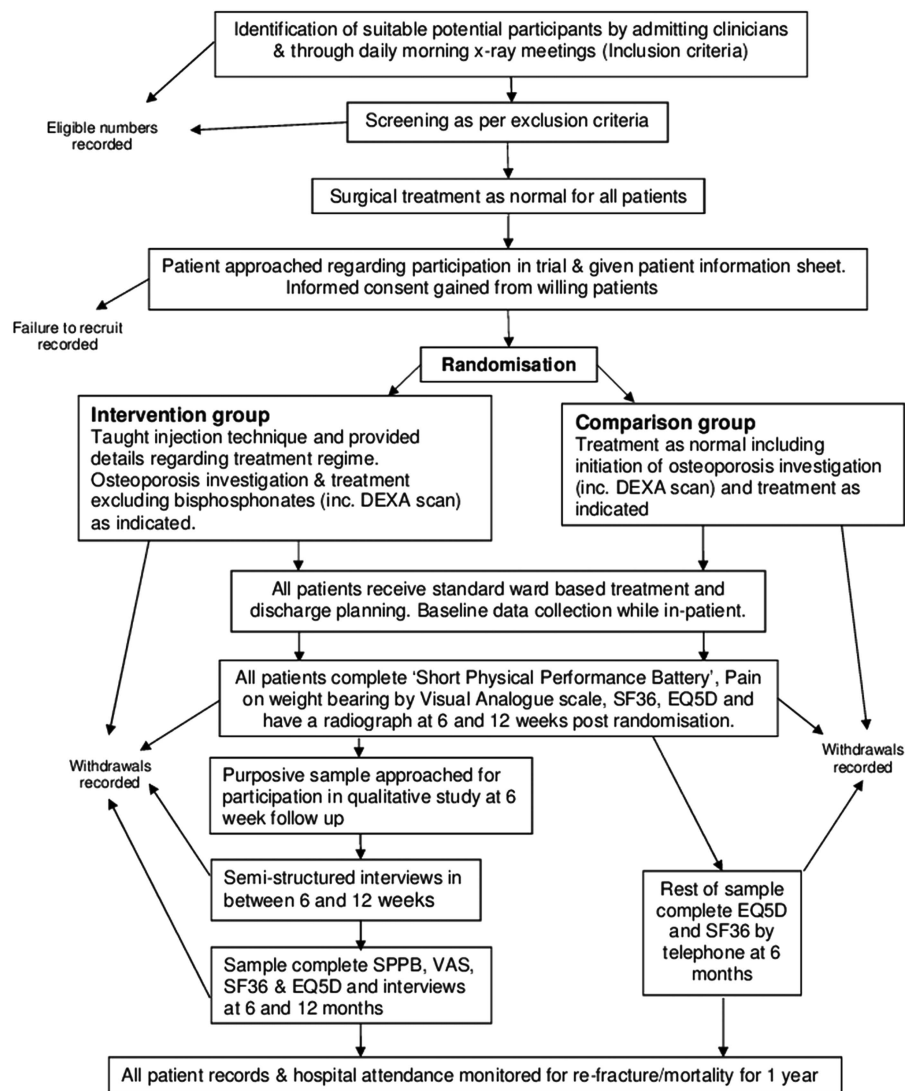 Identification of suitable potential participants by admitting clinicians
& through daily morning x-ray meetings (Inclusion criteria)
Eligible numbers
recorded
Screening as per exclusion criteria
Surgical treatment as normal for all patients
Patient approached regarding participation in trial & given patient information sheet.
Informed consent gained from willing patients
Failure to recruit
recorded
Randomisation
Intervention group
Taught injection technique and provided
details regarding treatment regime.
Osteoporosis investigation & treatment
excluding bisphosphonates (inc. DEXA scan)
as indicated.
Comparison group
Treatment as normal including
initiation of osteoporosis investigation
(inc. DEXA scan) and treatment as
indicated
All patients receive standard ward based treatment and
discharge planning. Baseline data collection while in-patient.
All patients complete ‘Short Physical Performance Battery’, Pain
on weight bearing by Visual Analogue scale, SF36, EQ5D and
have a radiograph at 6 and 12 weeks post randomisation.
Withdrawals
recorded
Withdrawals
recorded
Purposive sample approached for
participation in qualitative study at 6
week follow up
Semi-structured interviews in
between 6 and 12 weeks
Rest of sample
complete EQ5D
and SF36 by
telephone at 6
months
Sample complete SPPB, VAS,
SF36 & EQ5D and interviews
at 6 and 12 months
All patient records & hospital attendance monitored for re-fracture/mortality for 1 year